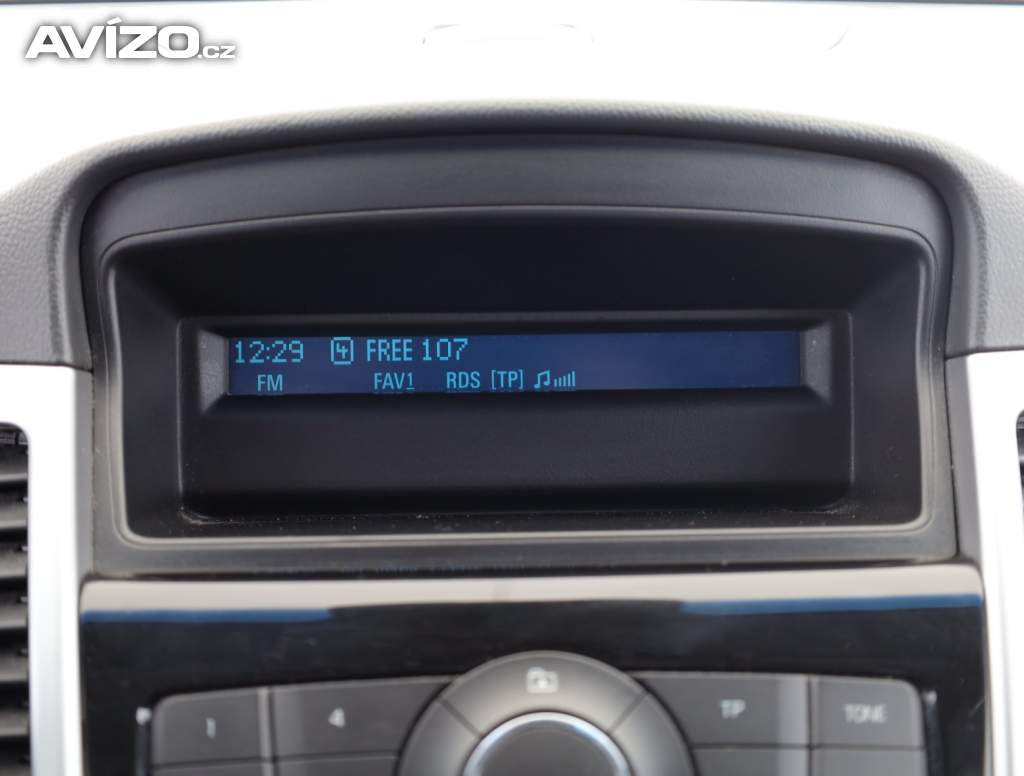 AVÍZO.cz
12:29 4 FREE 107
FM FAV1 RDS [TP]
1 4 TP TONE